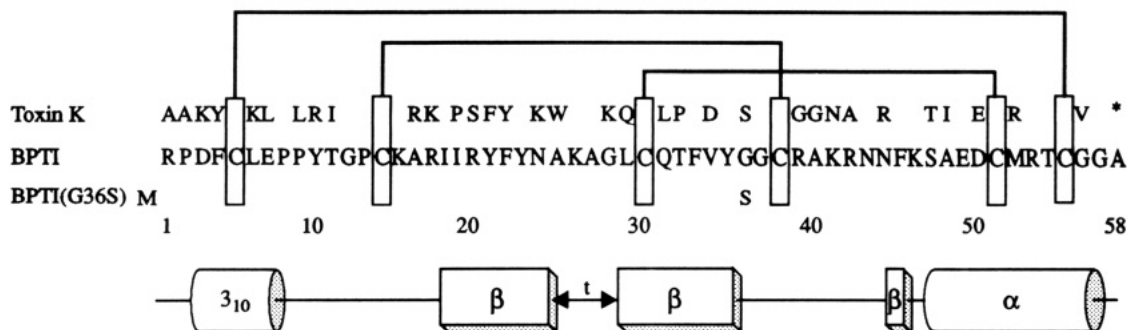 Toxin K AAKY KL LRI RK PSFY KW KQ LP D S GGNA R TI E R V *
BPTI RPDFCLEPPYTGPCKARIIRYFYNAKAGLCQTFVYGGCRAKRNNFKSAEDCMRTCGGA
BPTI(G36S) M S
1 10 20 30 40 50 58
3₁₀ β t β β α